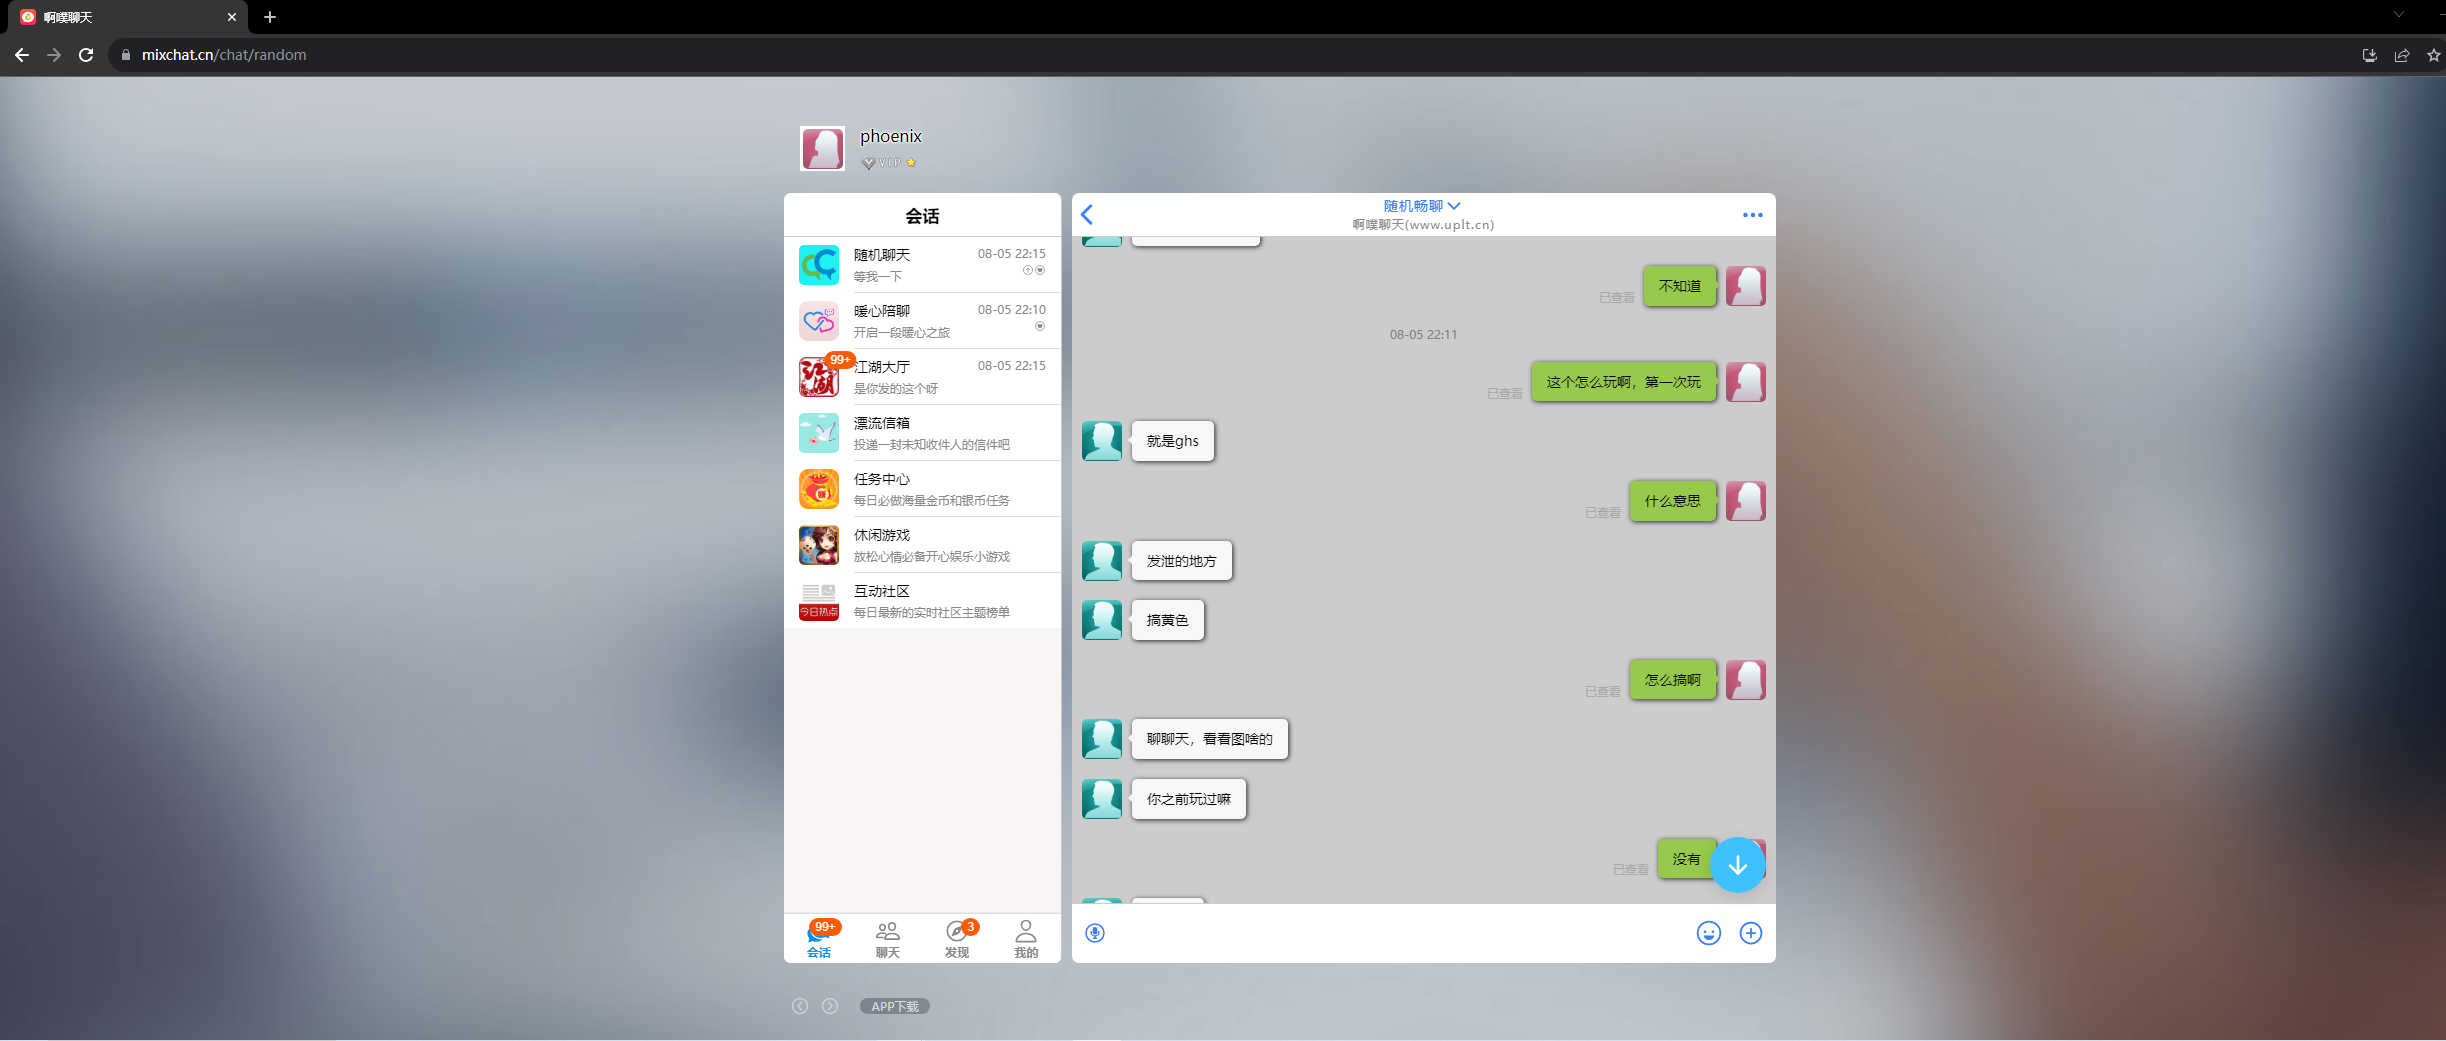 啊噗聊天
mixchat.cn/chat/random
phoenix
VIP
会话
随机聊天
08-05 22:15
等我一下
暖心陪聊
08-05 22:10
开启一段暖心之旅
99+
江湖
江湖大厅
08-05 22:15
是你发的这个呀
漂流信箱
投递一封未知收件人的信件吧
任务中心
每日必做海量金币和银币任务
休闲游戏
放松心情必备开心娱乐小游戏
今日热点
互动社区
每日最新的实时社区主题榜单
99+
会话
聊天
3
发现
我的
APP下载
随机畅聊
啊噗聊天(www.uplt.cn)
已查看
不知道
08-05 22:11
已查看
这个怎么玩啊，第一次玩
就是ghs
已查看
什么意思
发泄的地方
搞黄色
已查看
怎么搞啊
聊聊天，看看图啥的
你之前玩过嘛
已查看
没有